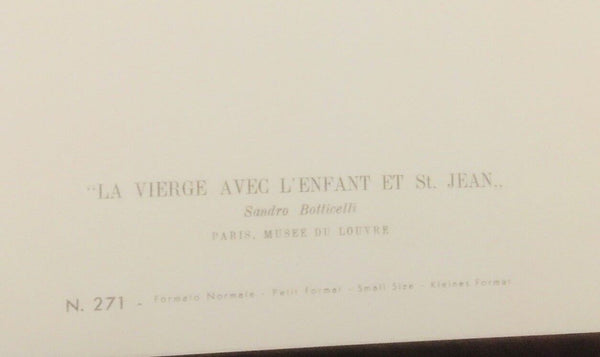 "LA VIERGE AVEC L'ENFANT ET St. JEAN„
Sandro Botticelli
PARIS, MUSEE DU LOUVRE
N. 271 - Formato Normale - Petit Format - Small Size - Kleines Format